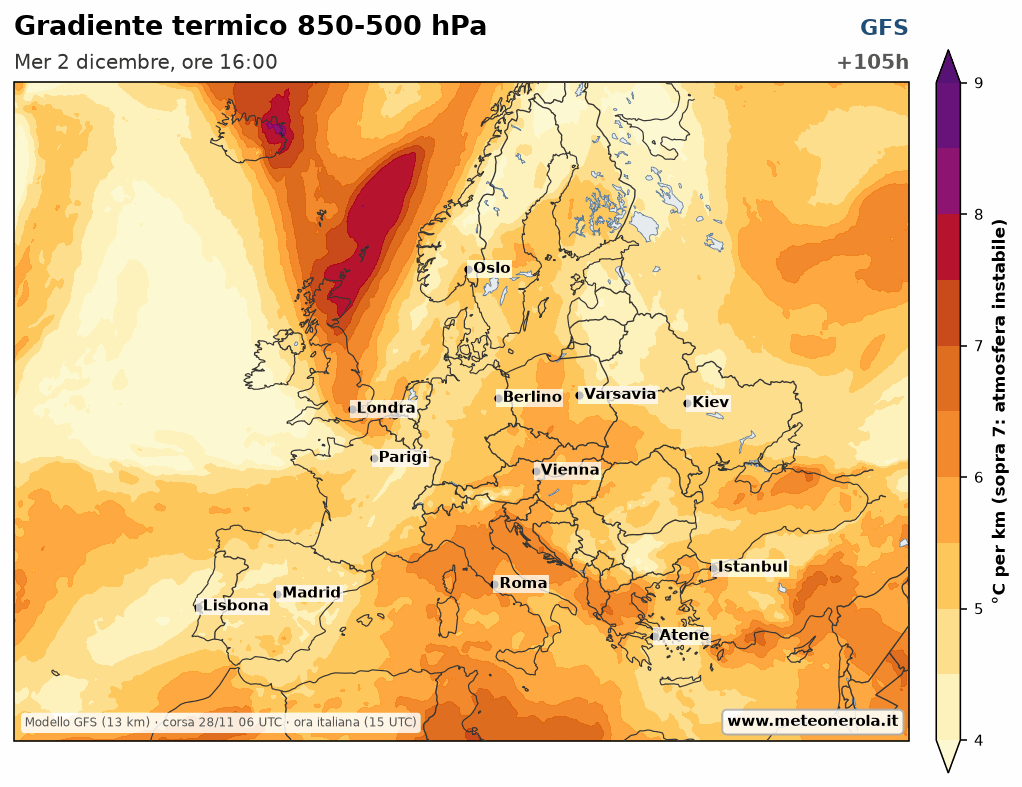 Gradiente termico 850-500 hPa
GFS
Mer 2 dicembre, ore 16:00
+105h
9
8
7
6
5
4
°C per km (sopra 7: atmosfera instabile)
Oslo
Berlino
Varsavia
Kiev
Londra
Parigi
Vienna
Istanbul
Roma
Madrid
Lisbona
Atene
Modello GFS (13 km) · corsa 28/11 06 UTC · ora italiana (15 UTC)
www.meteonerola.it